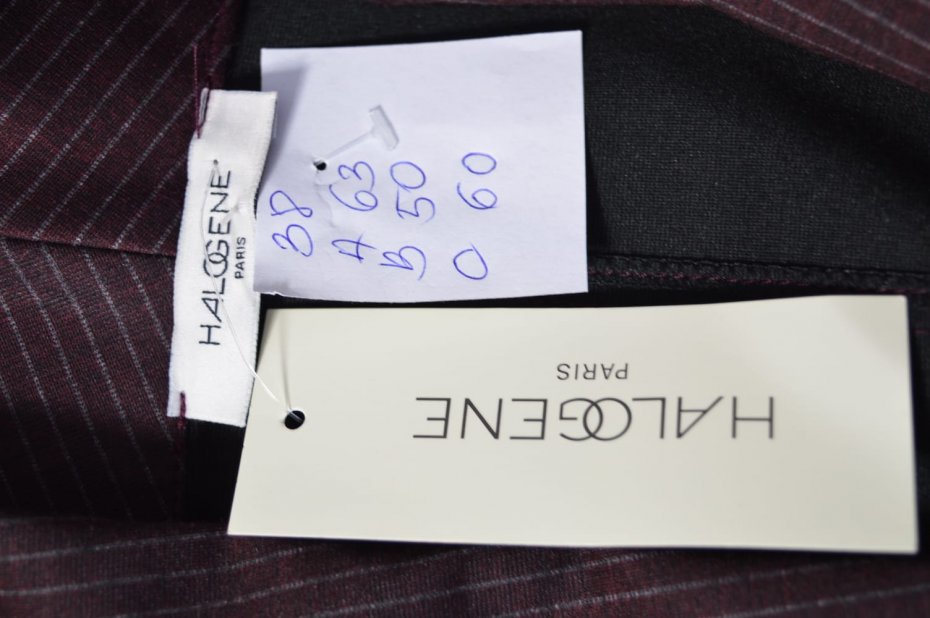 HALOGENE
PARIS
38
A 63
B 50
O 60
HALOGENE
PARIS